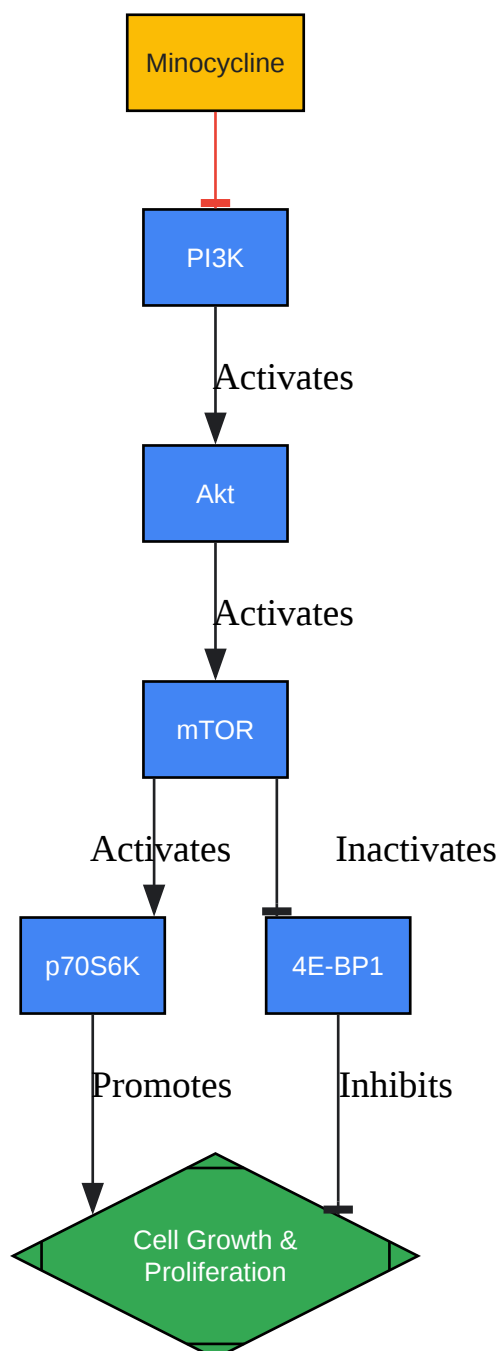 Minocycline
PI3K
Activates
Akt
Activates
mTOR
Activates
Inactivates
p70S6K
4E-BP1
Promotes
Inhibits
Cell Growth &
Proliferation